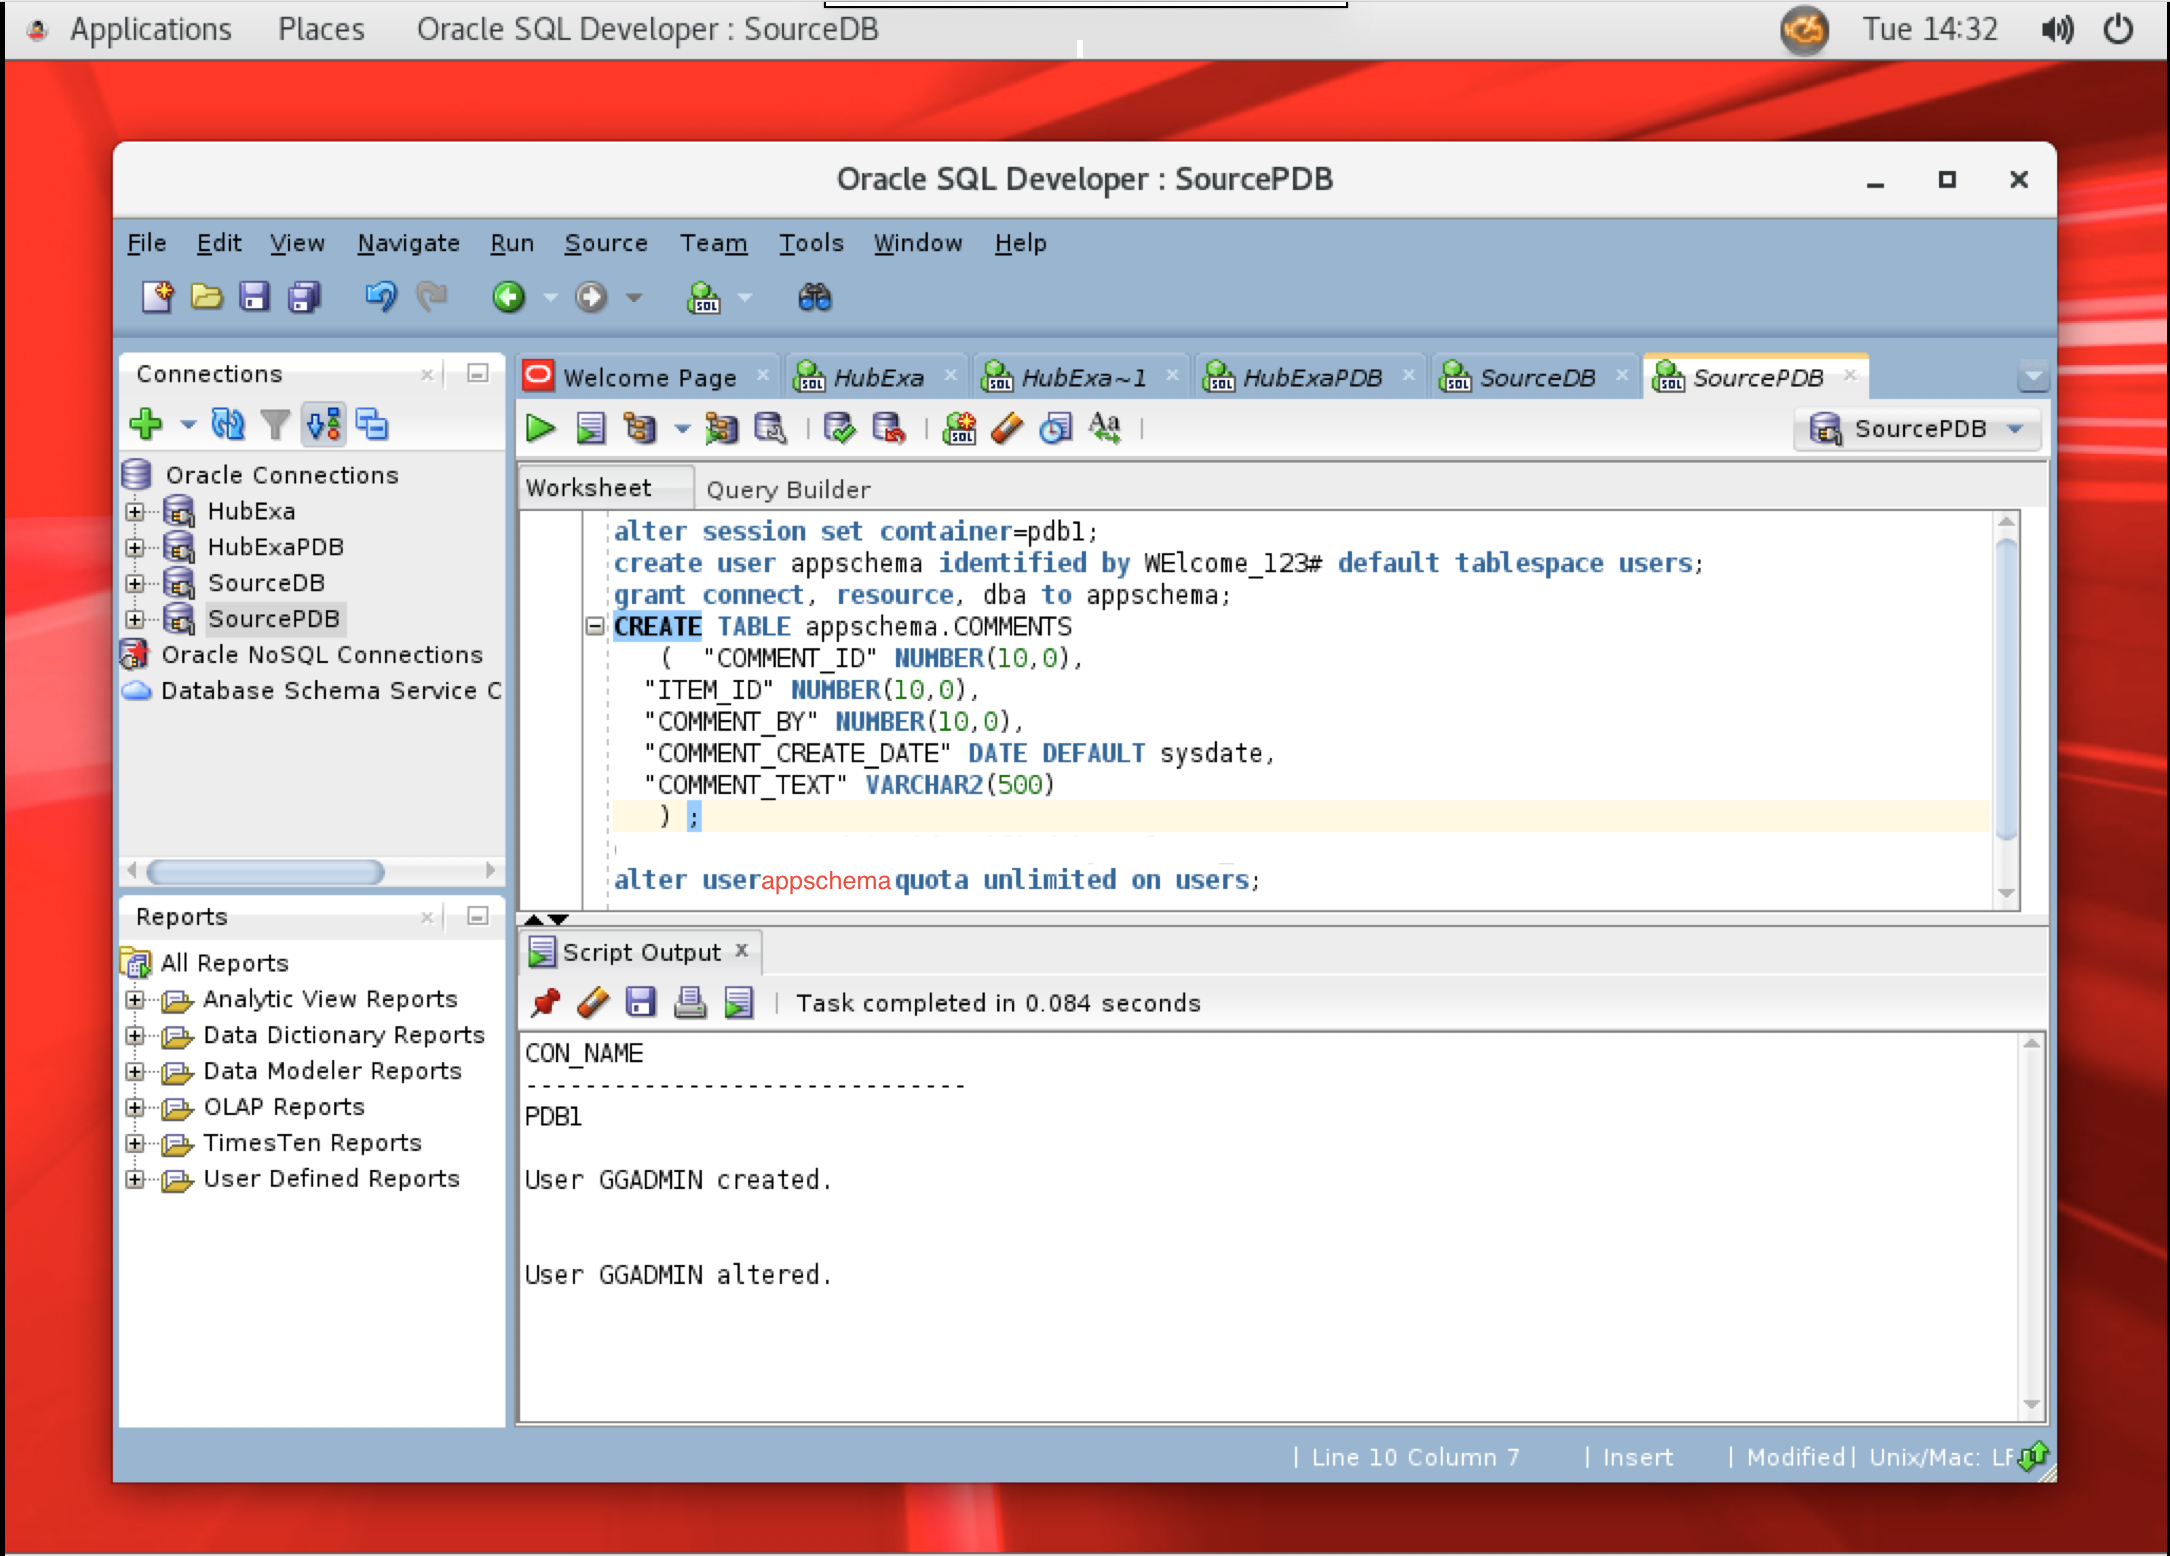 Applications Places Oracle SQL Developer : SourceDB Tue 14:32
Oracle SQL Developer : SourcePDB
File Edit View Navigate Run Source Team Tools Window Help
Connections
Oracle Connections
HubExa
HubExaPDB
SourceDB
SourcePDB
Oracle NoSQL Connections
Database Schema Service C
Reports
All Reports
Analytic View Reports
Data Dictionary Reports
Data Modeler Reports
OLAP Reports
TimesTen Reports
User Defined Reports
Welcome Page HubExa HubExa~1 HubExaPDB SourceDB SourcePDB
SourcePDB
Worksheet Query Builder
alter session set container=pdb1;
create user appschema identified by WElcome_123# default tablespace users;
grant connect, resource, dba to appschema;
CREATE TABLE appschema.COMMENTS
( "COMMENT_ID" NUMBER(10,0),
"ITEM_ID" NUMBER(10,0),
"COMMENT_BY" NUMBER(10,0),
"COMMENT_CREATE_DATE" DATE DEFAULT sysdate,
"COMMENT_TEXT" VARCHAR2(500)
) ;
alter user appschema quota unlimited on users;
Script Output
Task completed in 0.084 seconds
CON_NAME
------------------------------
PDB1
User GGADMIN created.
User GGADMIN altered.
| Line 10 Column 7 | Insert | Modified | Unix/Mac: LF